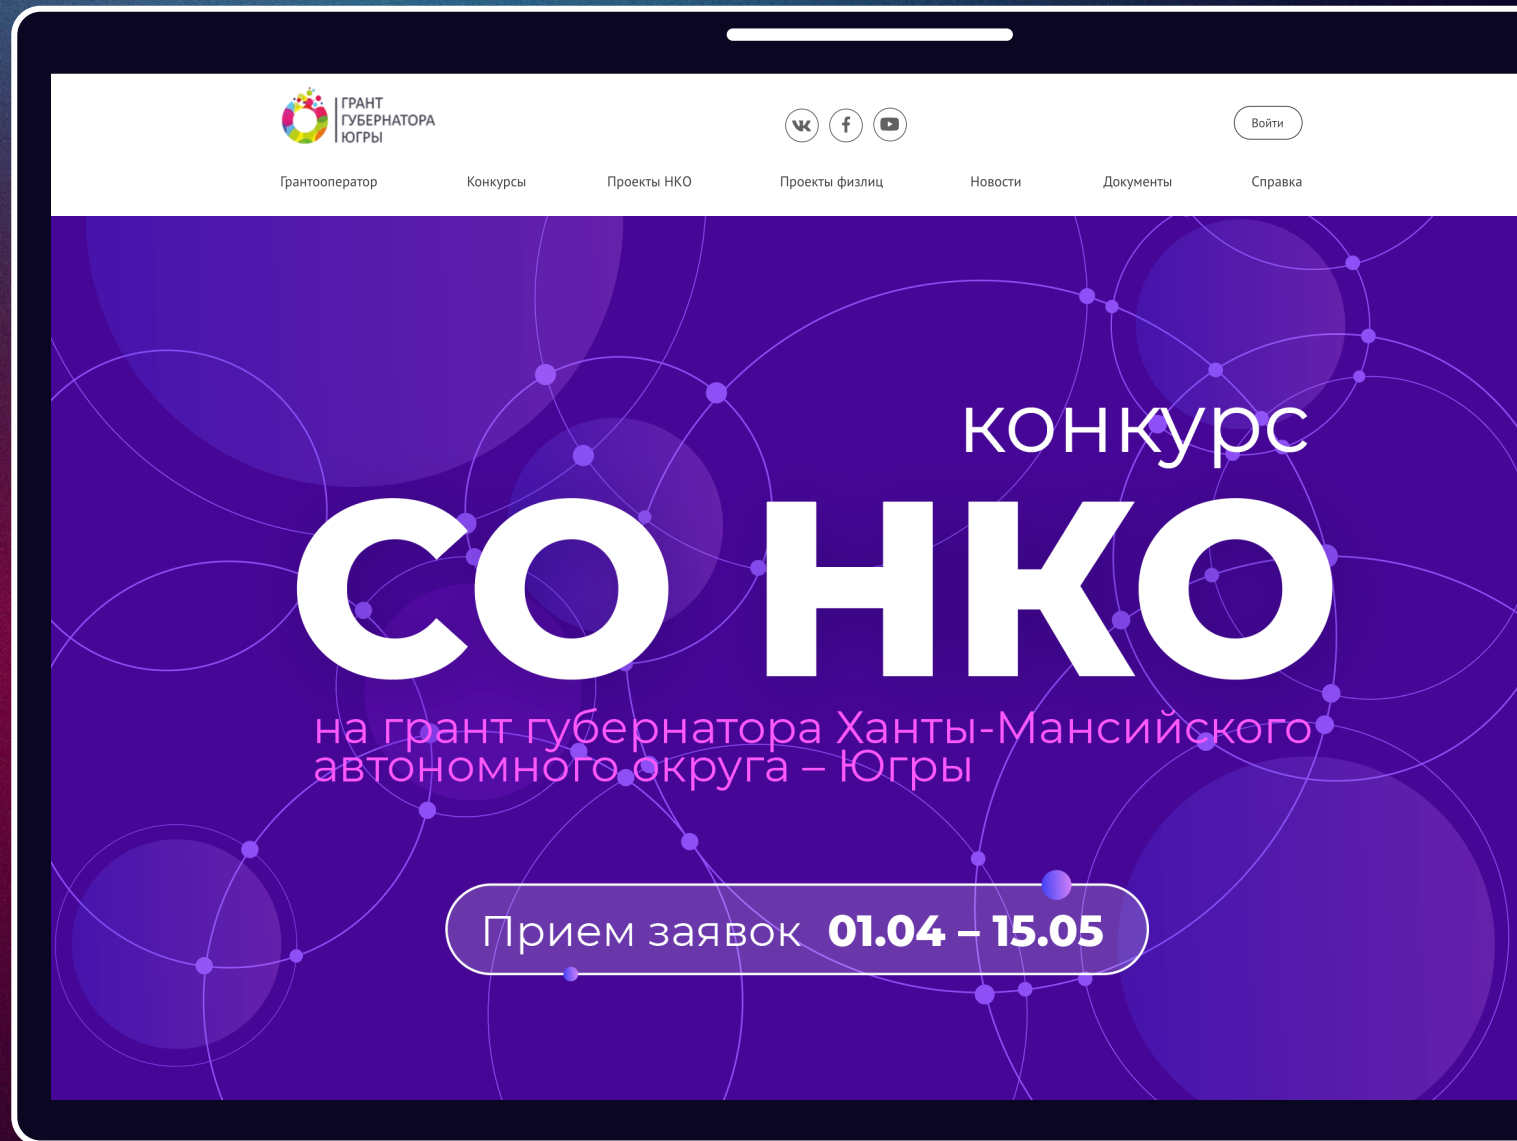 ГРАНТ
ГУБЕРНАТОРА
ЮГРЫ
Войти
Грантооператор Конкурсы Проекты НКО Проекты физлиц Новости Документы Справка
конкурс
СО НКО
на грант губернатора Ханты-Мансийского
автономного округа – Югры
Прием заявок 01.04 – 15.05